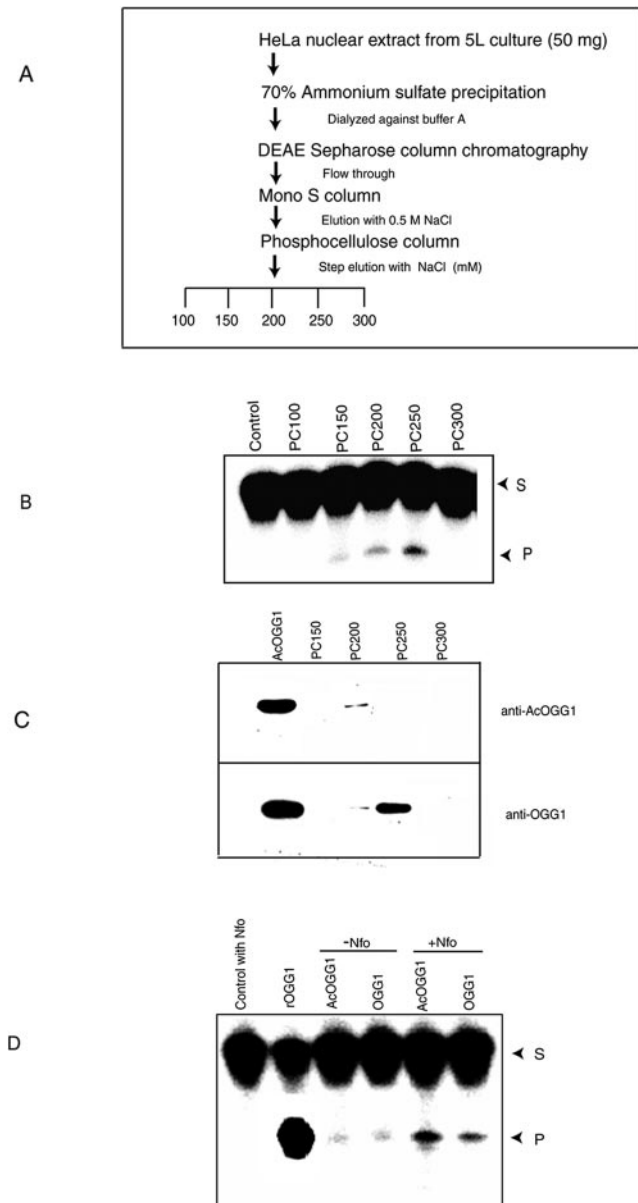 A
HeLa nuclear extract from 5L culture (50 mg)
70% Ammonium sulfate precipitation
Dialyzed against buffer A
DEAE Sepharose column chromatography
Flow through
Mono S column
Elution with 0.5 M NaCl
Phosphocellulose column
Step elution with NaCl (mM)
100 150 200 250 300
B
Control PC100 PC150 PC200 PC250 PC300
S
P
C
AcOGG1 PC150 PC200 PC250 PC300
anti-AcOGG1
anti-OGG1
D
-Nfo +Nfo
Control with Nfo rOGG1 AcOGG1 OGG1 AcOGG1 OGG1
S
P